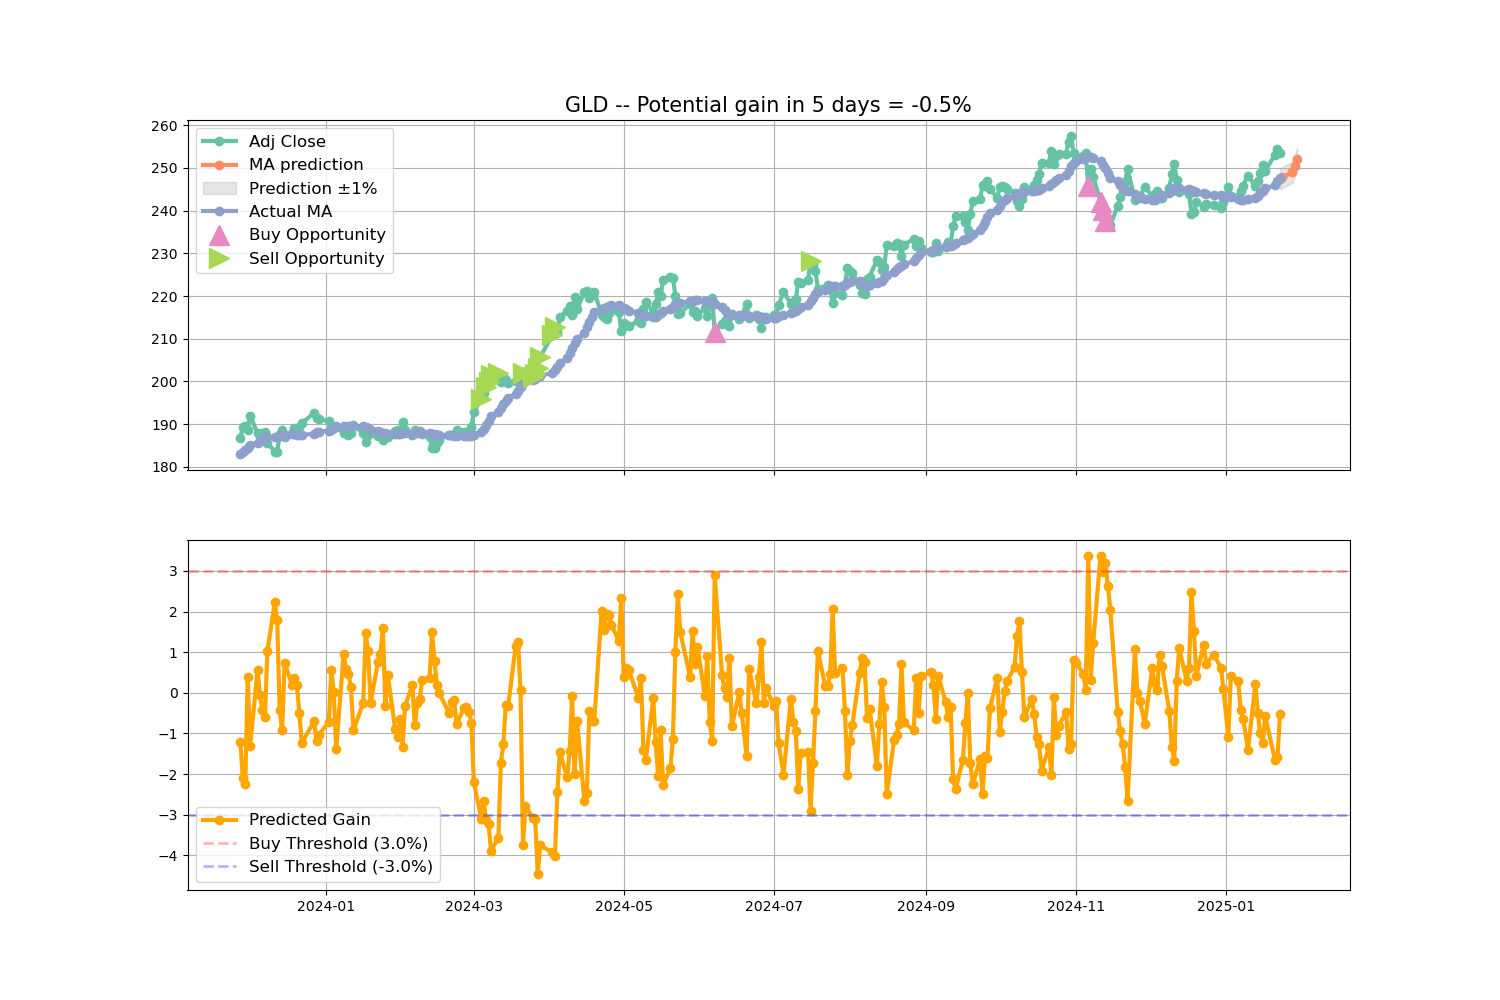 GLD -- Potential gain in 5 days = -0.5%
260
250
240
230
220
210
200
190
180
Adj Close
MA prediction
Prediction ±1%
Actual MA
Buy Opportunity
Sell Opportunity
3
2
1
0
−1
−2
−3
−4
Predicted Gain
Buy Threshold (3.0%)
Sell Threshold (-3.0%)
2024-01
2024-03
2024-05
2024-07
2024-09
2024-11
2025-01